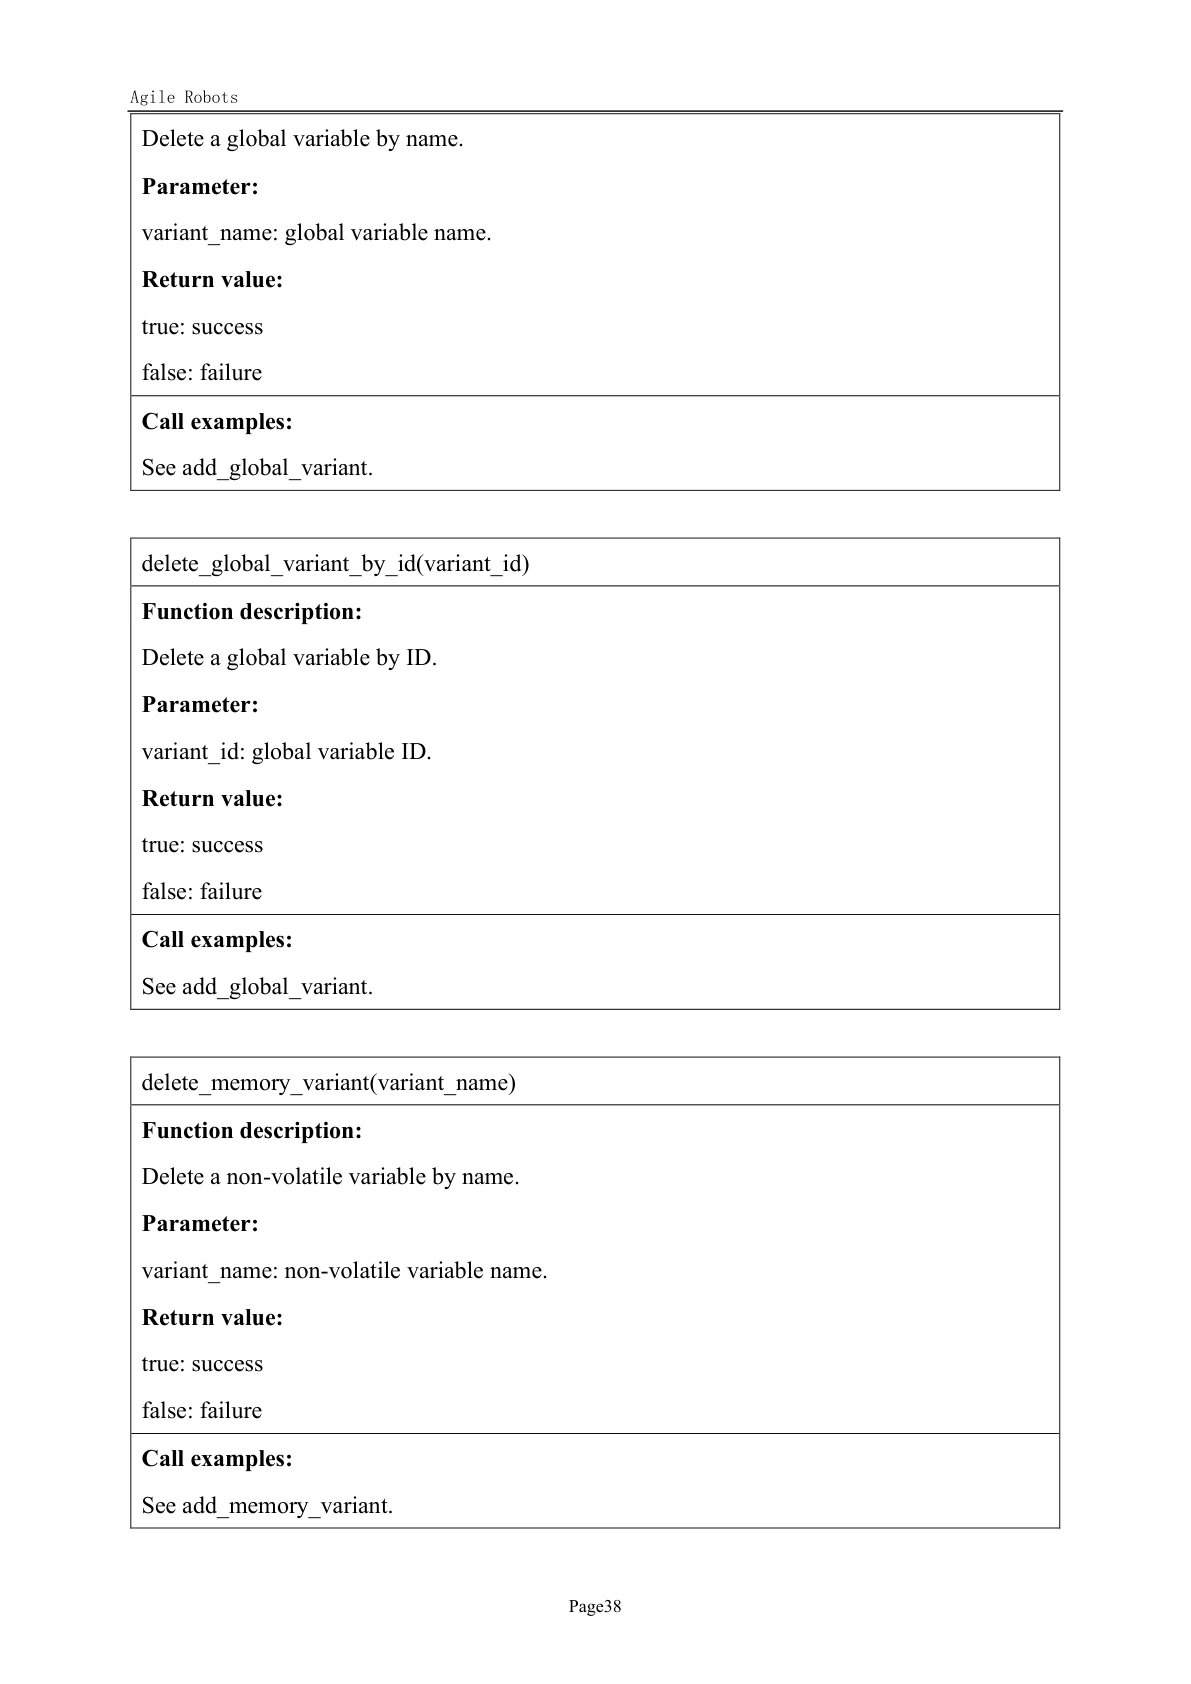 Agile Robots
Delete a global variable by name.
Parameter:
variant_name: global variable name.
Return value:
true: success
false: failure
Call examples:
See add_global_variant.
delete_global_variant_by_id(variant_id)
Function description:
Delete a global variable by ID.
Parameter:
variant_id: global variable ID.
Return value:
true: success
false: failure
Call examples:
See add_global_variant.
delete_memory_variant(variant_name)
Function description:
Delete a non-volatile variable by name.
Parameter:
variant_name: non-volatile variable name.
Return value:
true: success
false: failure
Call examples:
See add_memory_variant.
Page38